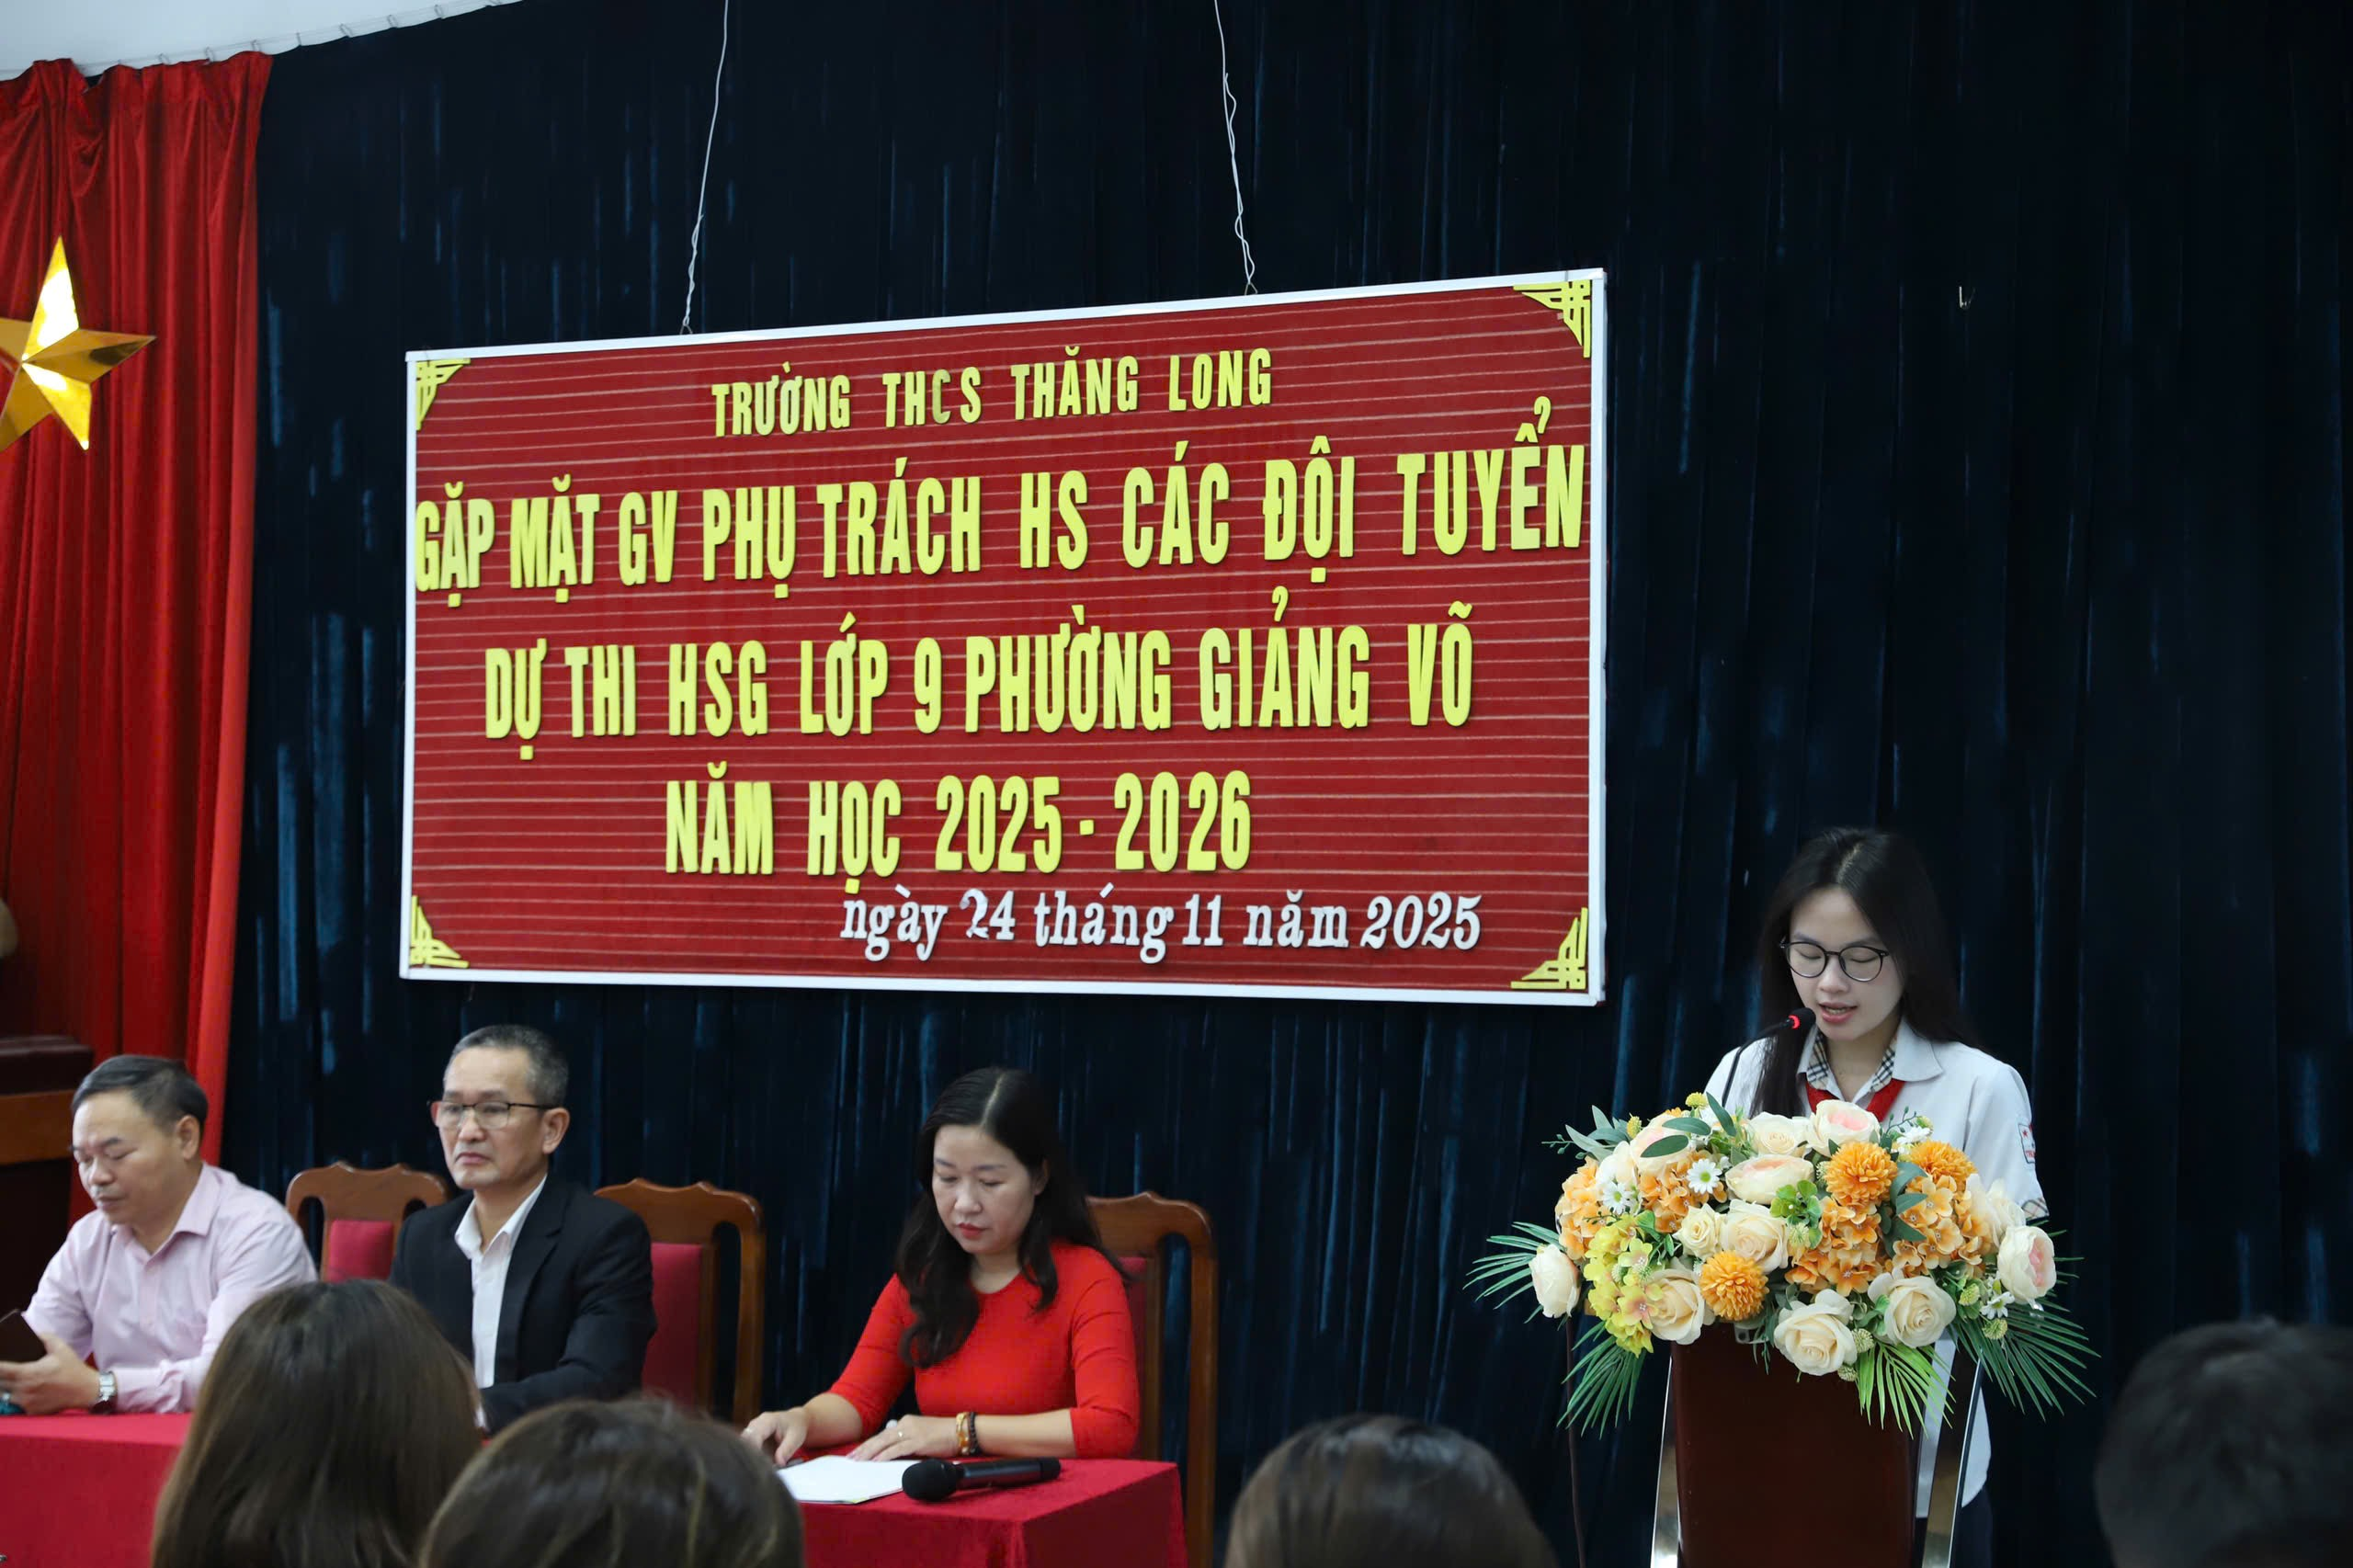 TRƯỜNG THCS THĂNG LONG
GẶP MẶT GV PHỤ TRÁCH HS CÁC ĐỘI TUYỂN
DỰ THI HSG LỚP 9 PHƯỜNG GIẢNG VÕ
NĂM HỌC 2025 - 2026
ngày 24 tháng 11 năm 2025